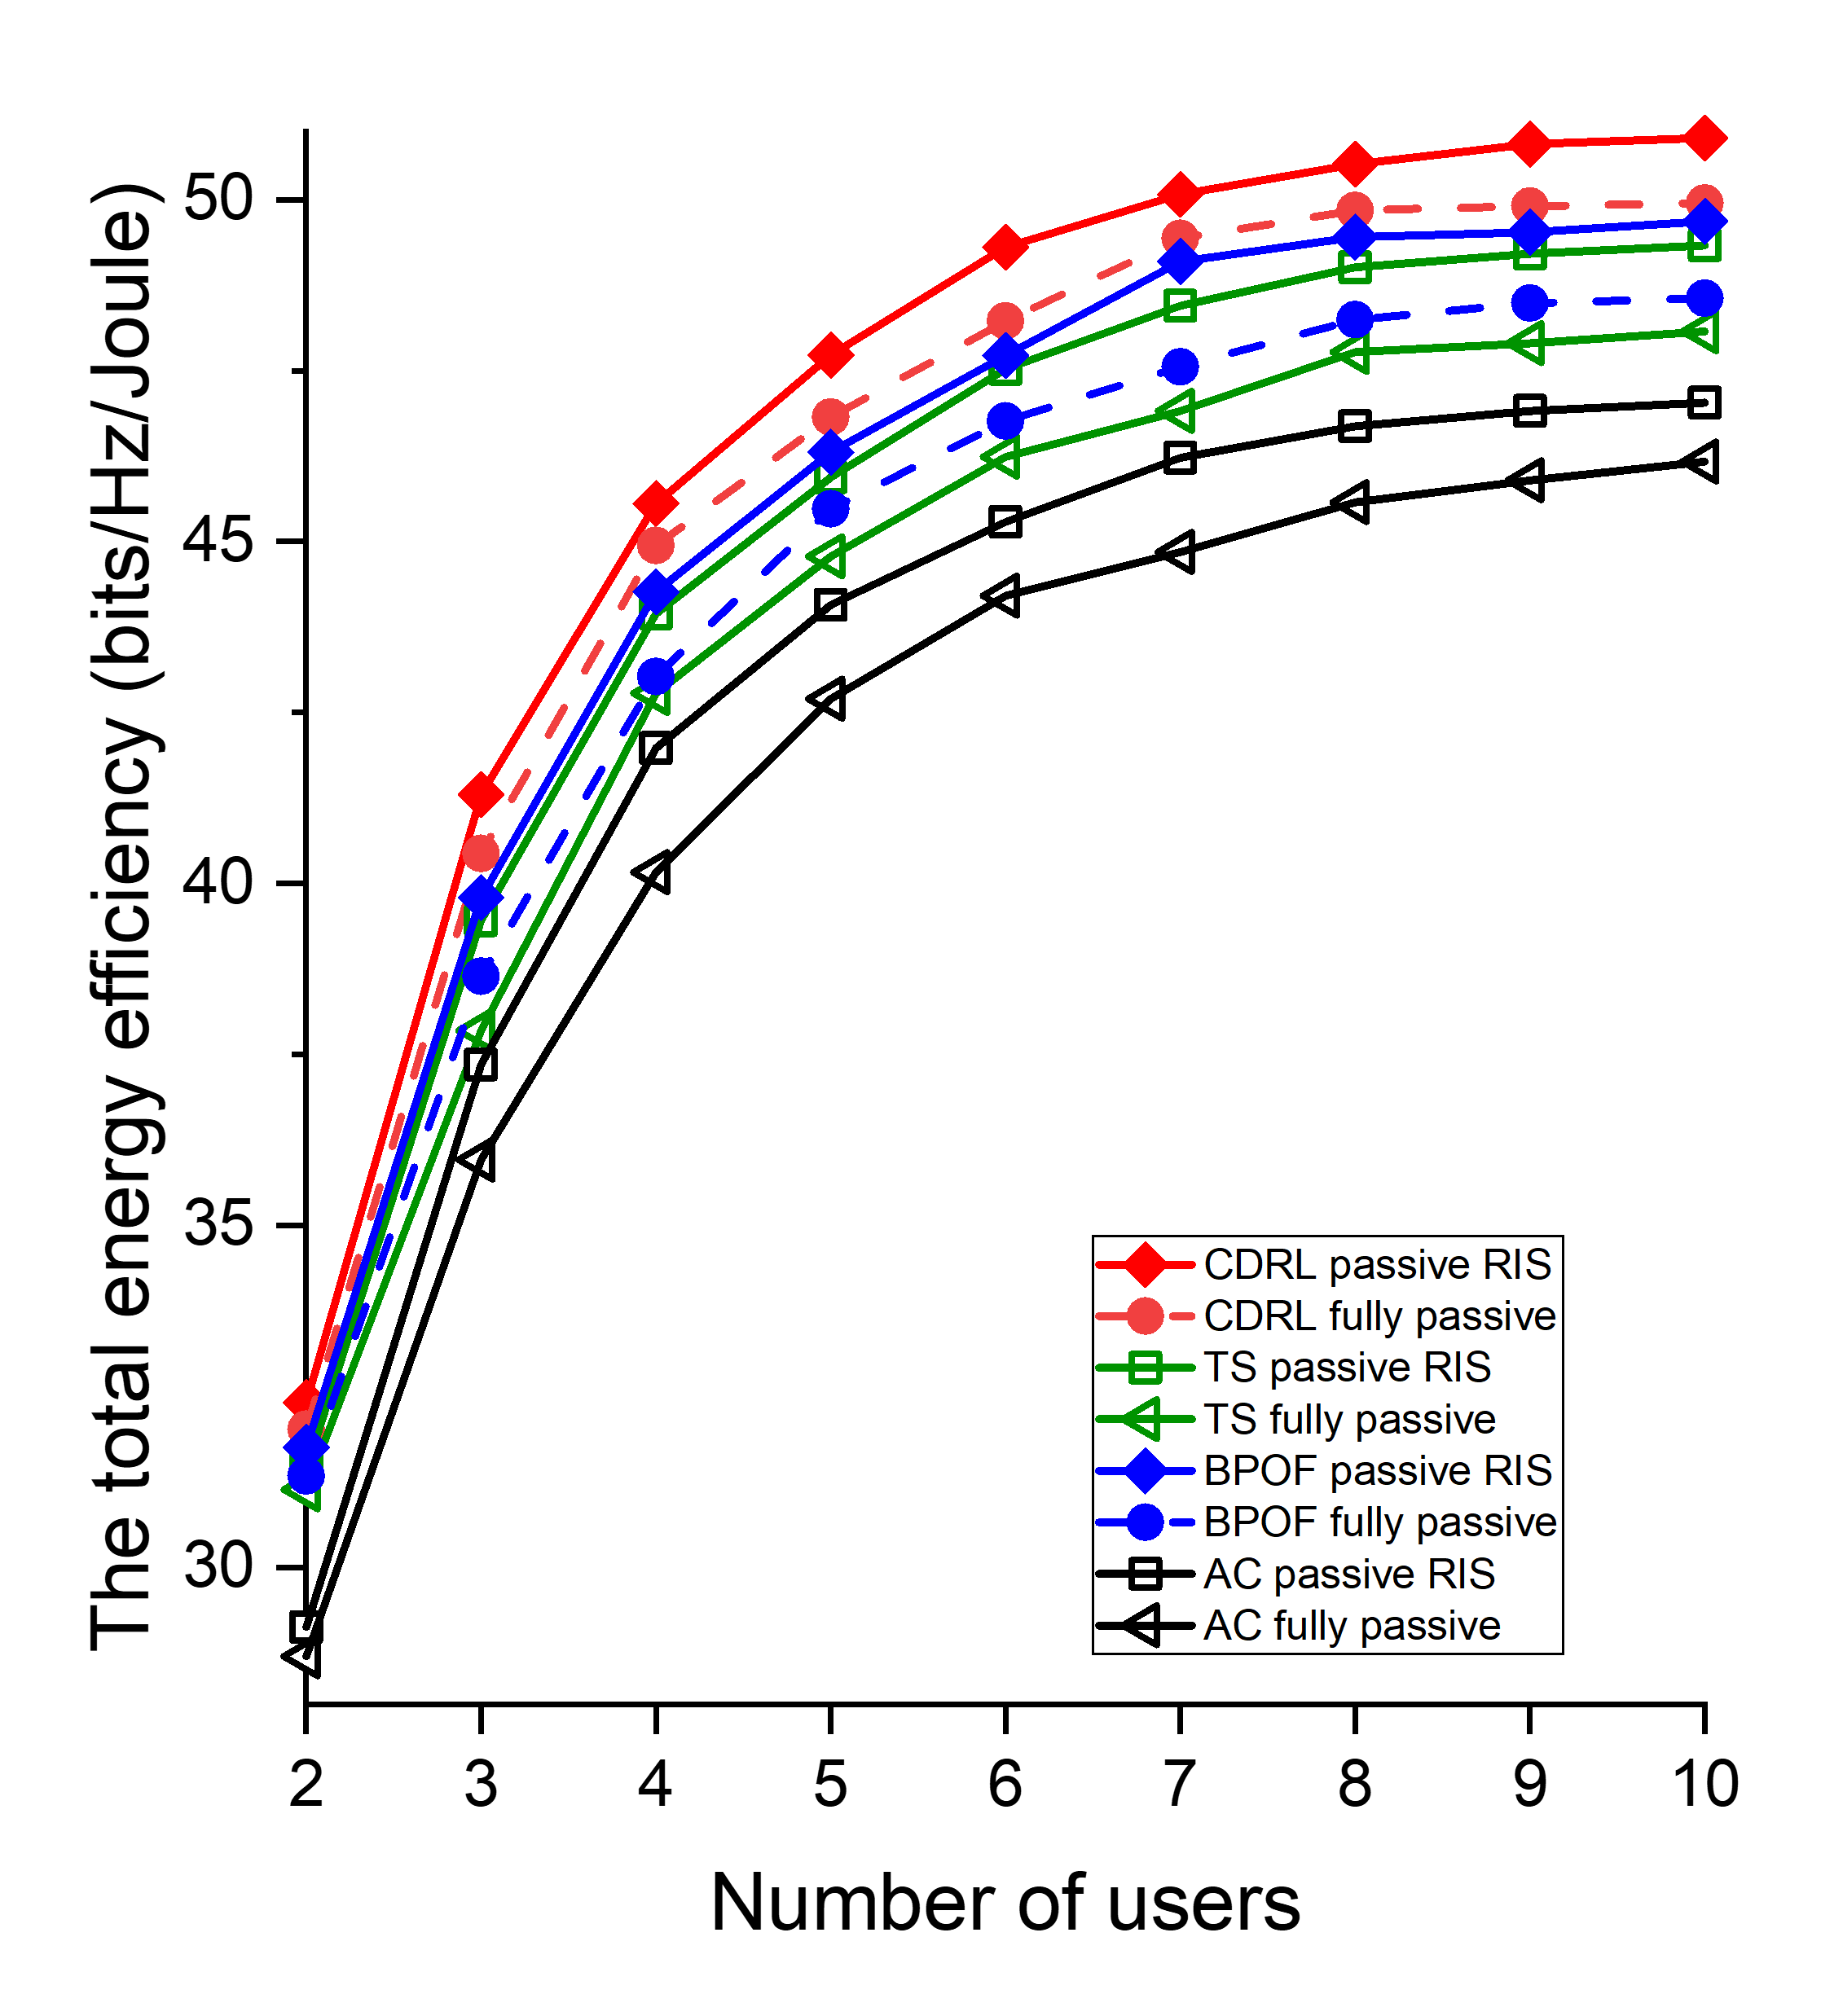 The total energy efficiency (bits/Hz/Joule)
50
45
40
35
30
CDRL passive RIS
CDRL fully passive
TS passive RIS
TS fully passive
BPOF passive RIS
BPOF fully passive
AC passive RIS
AC fully passive
2 3 4 5 6 7 8 9 10
Number of users